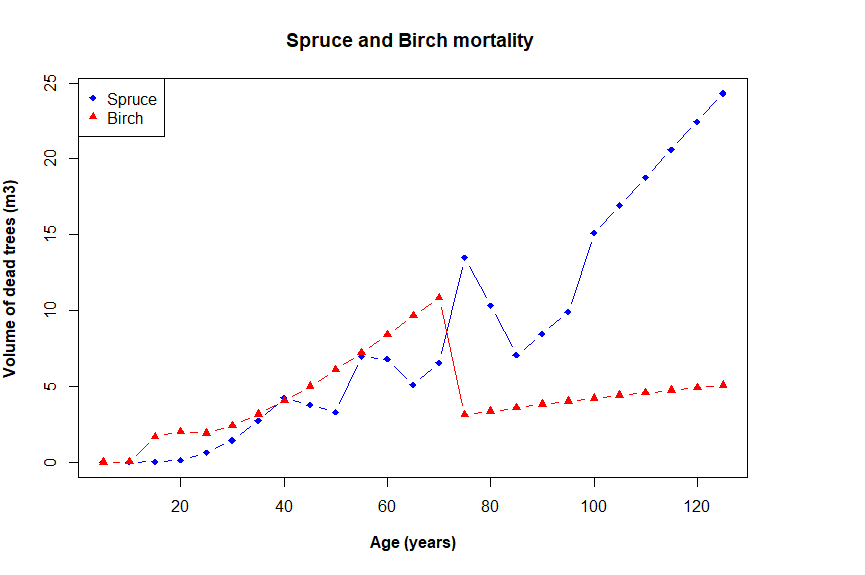 Spruce and Birch mortality
Spruce
Birch
Volume of dead trees (m3)
25
20
15
10
5
0
20 40 60 80 100 120
Age (years)